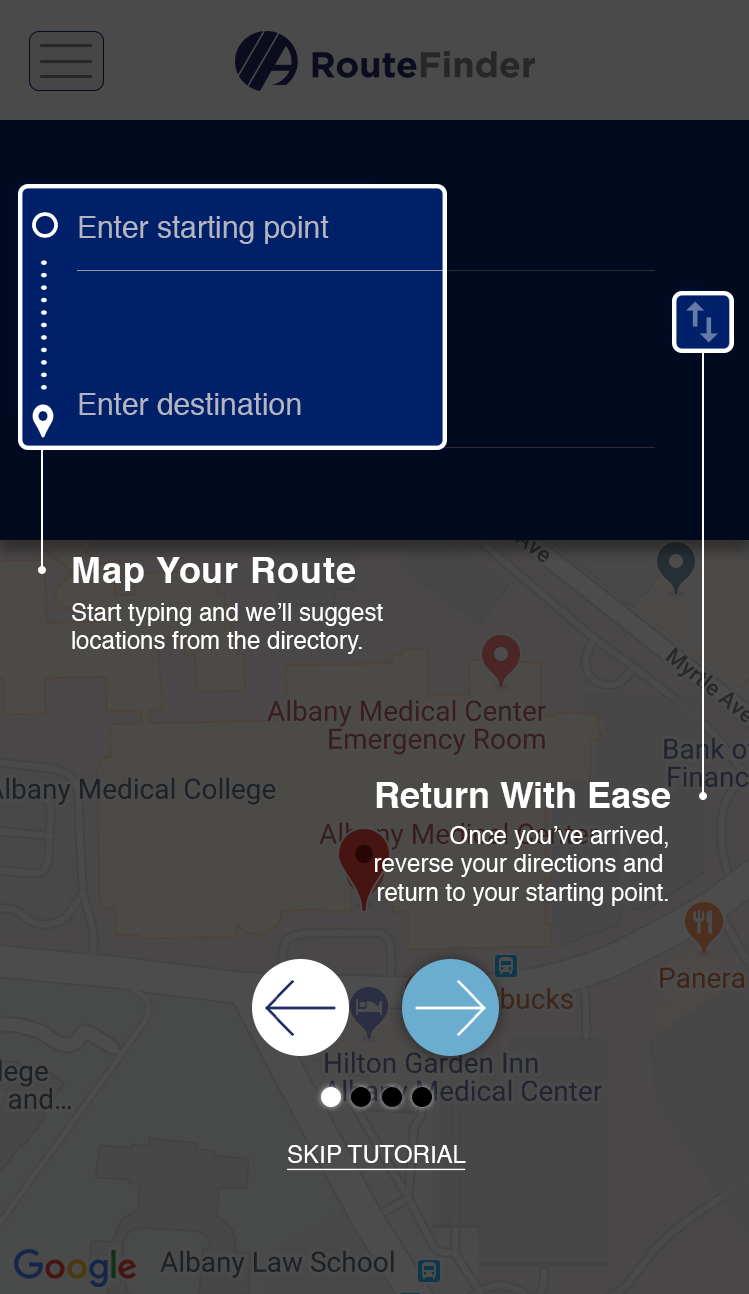 RouteFinder
Enter starting point
Enter destination
Map Your Route
Start typing and we’ll suggest
locations from the directory.
Ave
Myrtle Ave
Albany Medical Center
Emergency Room
Bank of
Financ
Albany Medical College
Return With Ease
Albany Medical Center
Once you’ve arrived,
reverse your directions and
return to your starting point.
Panera
bucks
Hilton Garden Inn
Albany Medical Center
lege
and...
SKIP TUTORIAL
Google
Albany Law School